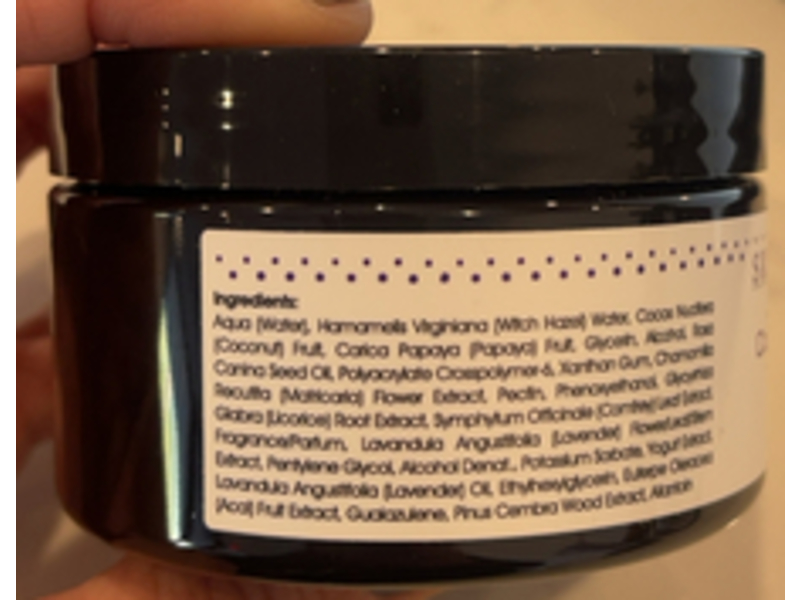 Ingredients:
Aqua (Water), Hamamelis Virginiana (Witch Hazel) Water, Cocos Nucifera
(Coconut) Fruit, Carica Papaya (Papaya) Fruit, Glycerin, Alcohol, Rosa
Canina Seed Oil, Polyacrylate Crosspolymer-6, Xanthan Gum, Chamomilla
Recutita (Matricaria) Flower Extract, Pectin, Phenoxyethanol, Glycyrrhiza
Glabra (Licorice) Root Extract, Symphytum Officinale (Comfrey) Leaf Extract,
Fragrance/Parfum, Lavandula Angustifolia (Lavender) Flower/Leaf/Stem
Extract, Pentylene Glycol, Alcohol Denat., Potassium Sorbate, Yogurt Extract,
Lavandula Angustifolia (Lavender) Oil, Ethylhexylglycerin, Euterpe Oleracea
(Acai) Fruit Extract, Guaiazulene, Pinus Cembra Wood Extract, Allantoin